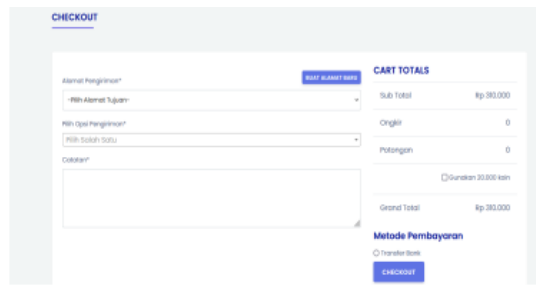 CHECKOUT
Alamat Pengiriman*
BUAT ALAMAT BARU
-Pilih Alamat Tujuan-
Pilih Opsi Pengiriman*
Pilih Salah Satu
Catatan*
CART TOTALS
Sub Total Rp.310.000
Ongkir 0
Potongan 0
Gunakan 20.000 koin
Grand Total Rp.310.000
Metode Pembayaran
Transfer Bank
CHECKOUT